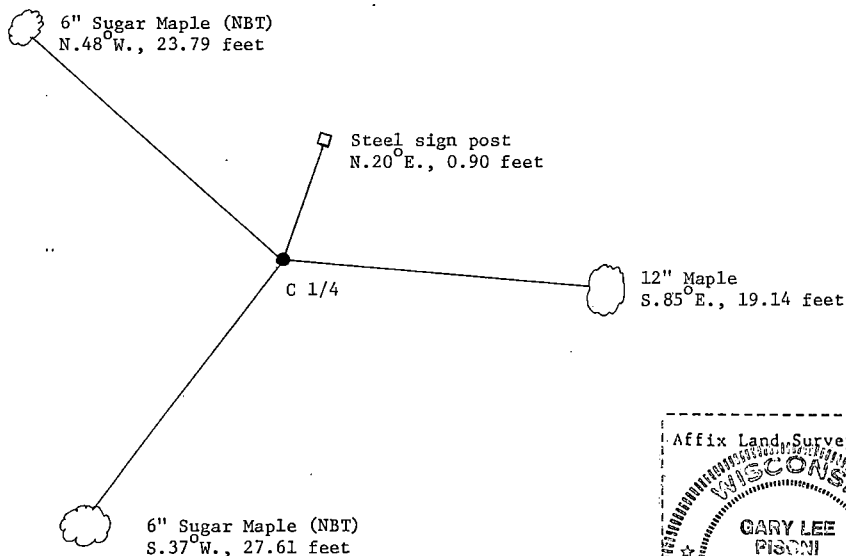 6" Sugar Maple (NBT)
N.48°W., 23.79 feet
Steel sign post
N.20°E., 0.90 feet
C 1/4
12" Maple
S.85°E., 19.14 feet
6" Sugar Maple (NBT)
S.37°W., 27.61 feet
Affix Land Surve
WISCONS
GARY LEE
PISONI